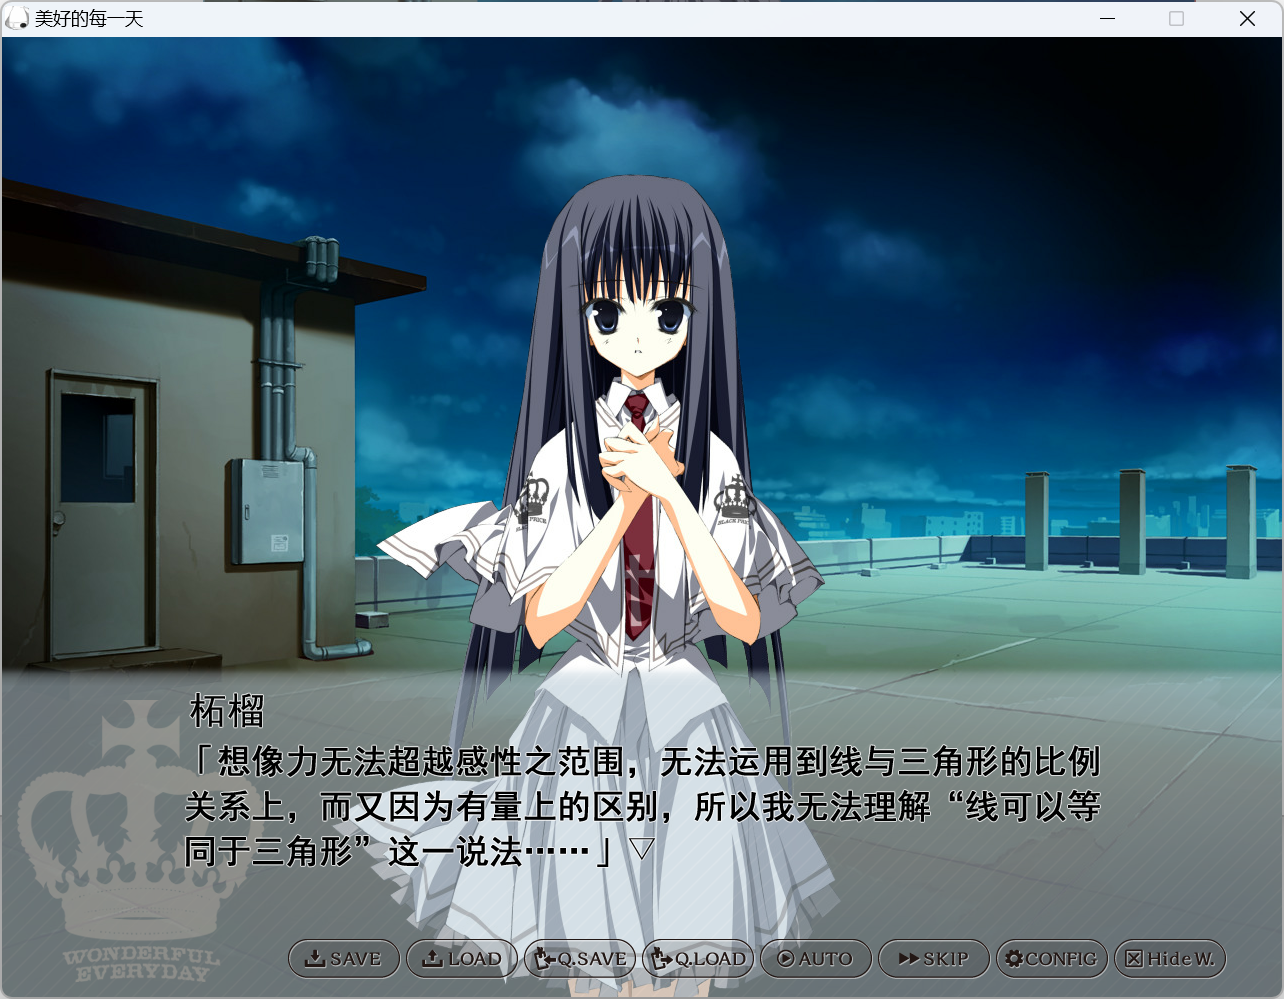 美好的每一天
BLACK PRICE
BLACK PRICE
柘榴
「想像力无法超越感性之范围，无法运用到线与三角形的比例
关系上，而又因为有量上的区别，所以我无法理解“线可以等
同于三角形”这一说法……」▽
WONDERFUL
EVERYDAY
SAVE
LOAD
Q.SAVE
Q.LOAD
AUTO
SKIP
CONFIG
Hide W.